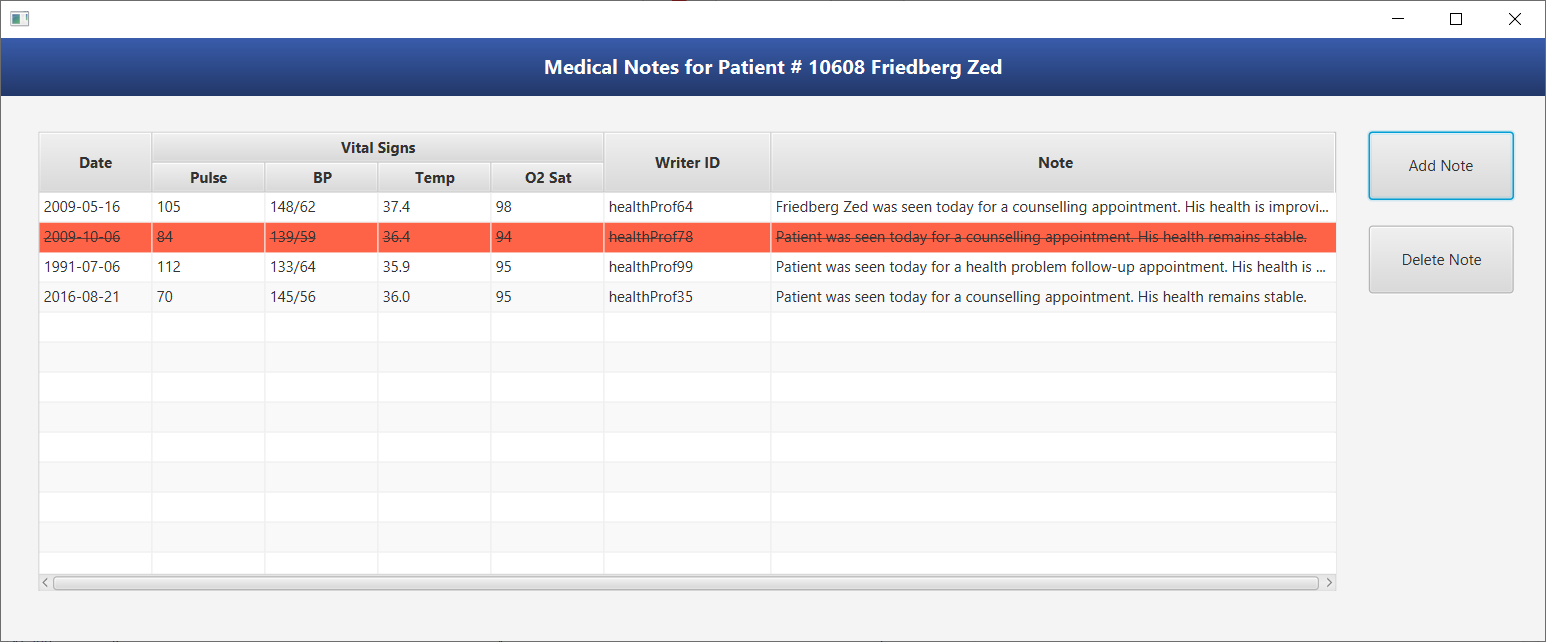 Medical Notes for Patient # 10608 Friedberg Zed
Date Vital Signs Writer ID Note
Pulse BP Temp O2 Sat
2009-05-16 105 148/62 37.4 98 healthProf64 Friedberg Zed was seen today for a counselling appointment. His health is improvi...
2009-10-06 84 139/59 36.4 94 healthProf78 Patient was seen today for a counselling appointment. His health remains stable.
1991-07-06 112 133/64 35.9 95 healthProf99 Patient was seen today for a health problem follow-up appointment. His health is ...
2016-08-21 70 145/56 36.0 95 healthProf35 Patient was seen today for a counselling appointment. His health remains stable.
Add Note
Delete Note